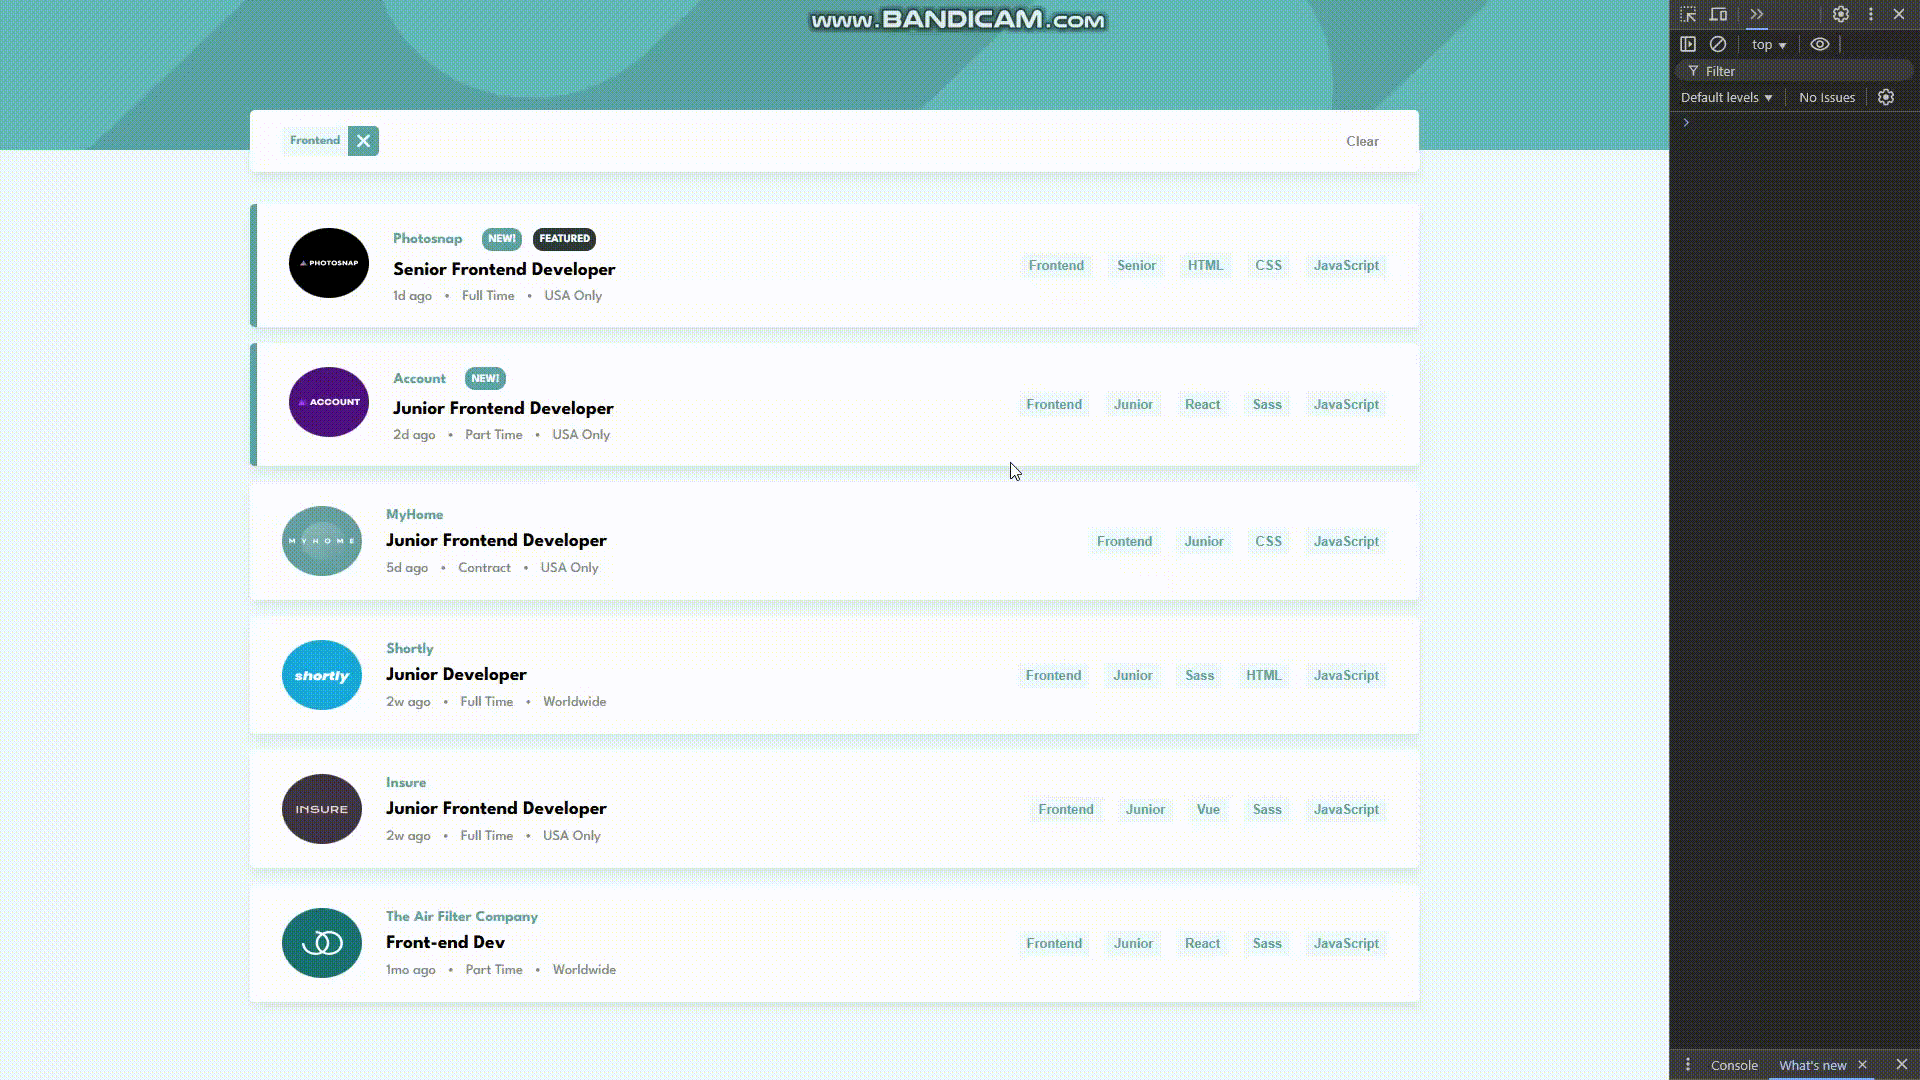 www.BANDICAM.com
top
Filter
Default levels
No Issues
Frontend
Clear
PHOTOSNAP
Photosnap NEW! FEATURED
Senior Frontend Developer
1d ago • Full Time • USA Only
Frontend Senior HTML CSS JavaScript
ACCOUNT
Account NEW!
Junior Frontend Developer
2d ago • Part Time • USA Only
Frontend Junior React Sass JavaScript
MYHOME
MyHome
Junior Frontend Developer
5d ago • Contract • USA Only
Frontend Junior CSS JavaScript
shortly
Shortly
Junior Developer
2w ago • Full Time • Worldwide
Frontend Junior Sass HTML JavaScript
INSURE
Insure
Junior Frontend Developer
2w ago • Full Time • USA Only
Frontend Junior Vue Sass JavaScript
The Air Filter Company
Front-end Dev
1mo ago • Part Time • Worldwide
Frontend Junior React Sass JavaScript
Console What's new